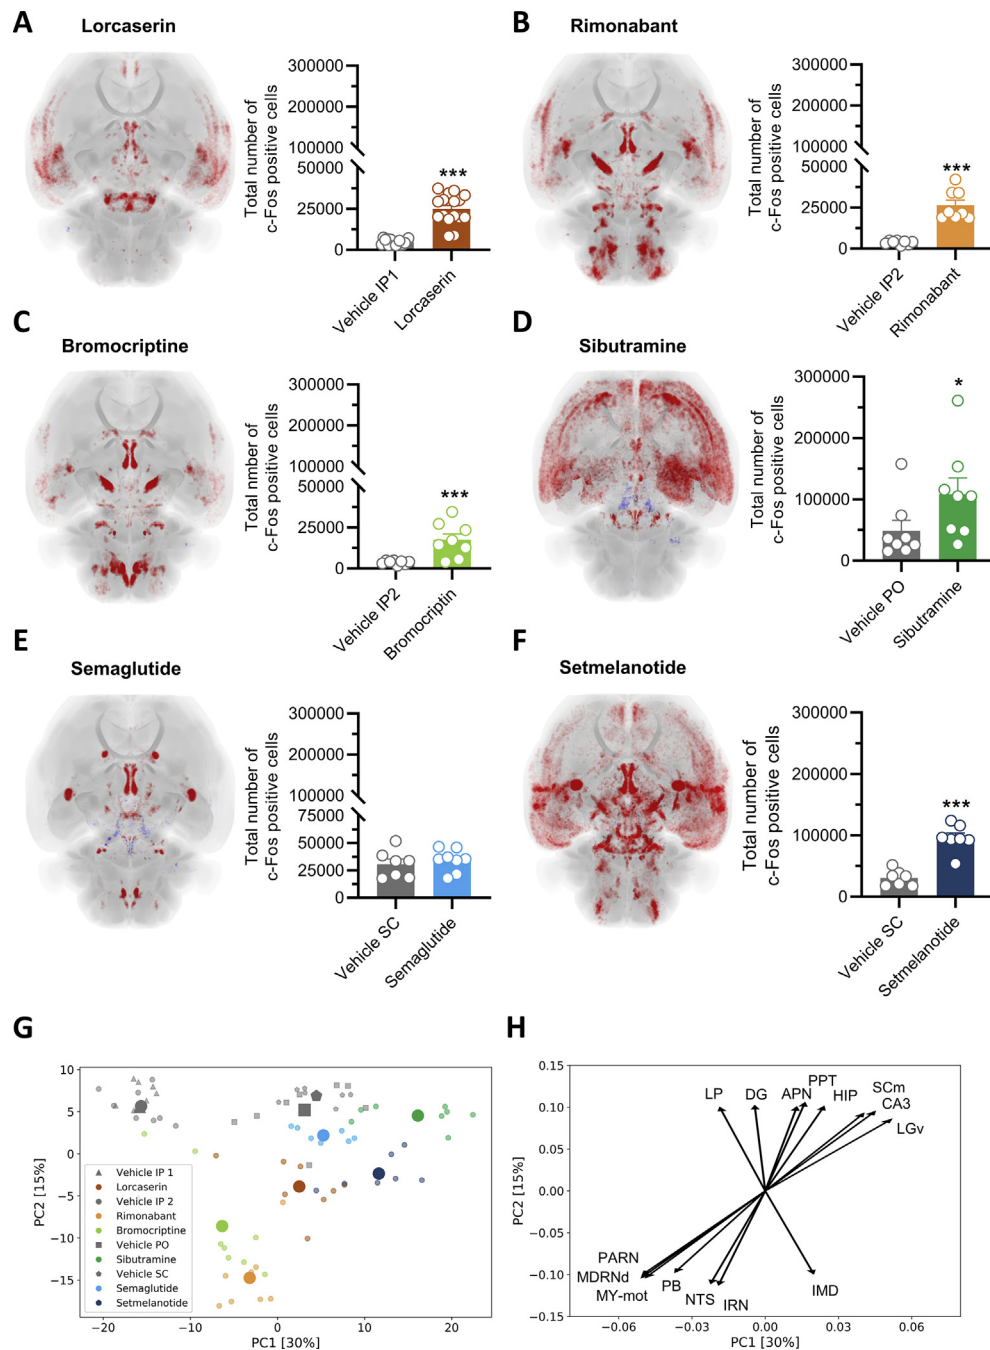 A Lorcaserin
Total number of
c-Fos positive cells
300000
200000
100000
50000
25000
0
***
Vehicle IP1
Lorcaserin
B Rimonabant
Total number of
c-Fos positive cells
300000
200000
100000
50000
25000
0
***
Vehicle IP2
Rimonabant
C
Bromocriptine
Total nmber of
c-Fos positive cells
300000
200000
100000
50000
25000
0
***
Vehicle IP2
Bromocriptin
D
Sibutramine
Total number of
c-Fos positive cells
300000
200000
100000
0
*
Vehicle PO
Sibutramine
E
Semaglutide
Total number of
c-Fos positive cells
300000
200000
100000
75000
50000
25000
0
Vehicle SC
Semaglutide
F
Setmelanotide
Total number of
c-Fos positive cells
300000
200000
100000
0
***
Vehicle SC
Setmelanotide
G
PC2 [15%]
10
5
0
−5
−10
−15
Vehicle IP 1
Lorcaserin
Vehicle IP 2
Rimonabant
Bromocriptine
Vehicle PO
Sibutramine
Vehicle SC
Semaglutide
Setmelanotide
−20 −10 0 10 20
PC1 [30%]
H
PC2 [15%]
0.15
0.10
0.05
0.00
−0.05
−0.10
−0.15
LP DG APN PPT HIP SCm
CA3
LGv
PARN
MDRNd
MY-mot
PB
NTS
IRN
IMD
−0.06 −0.03 0.00 0.03 0.06
PC1 [30%]